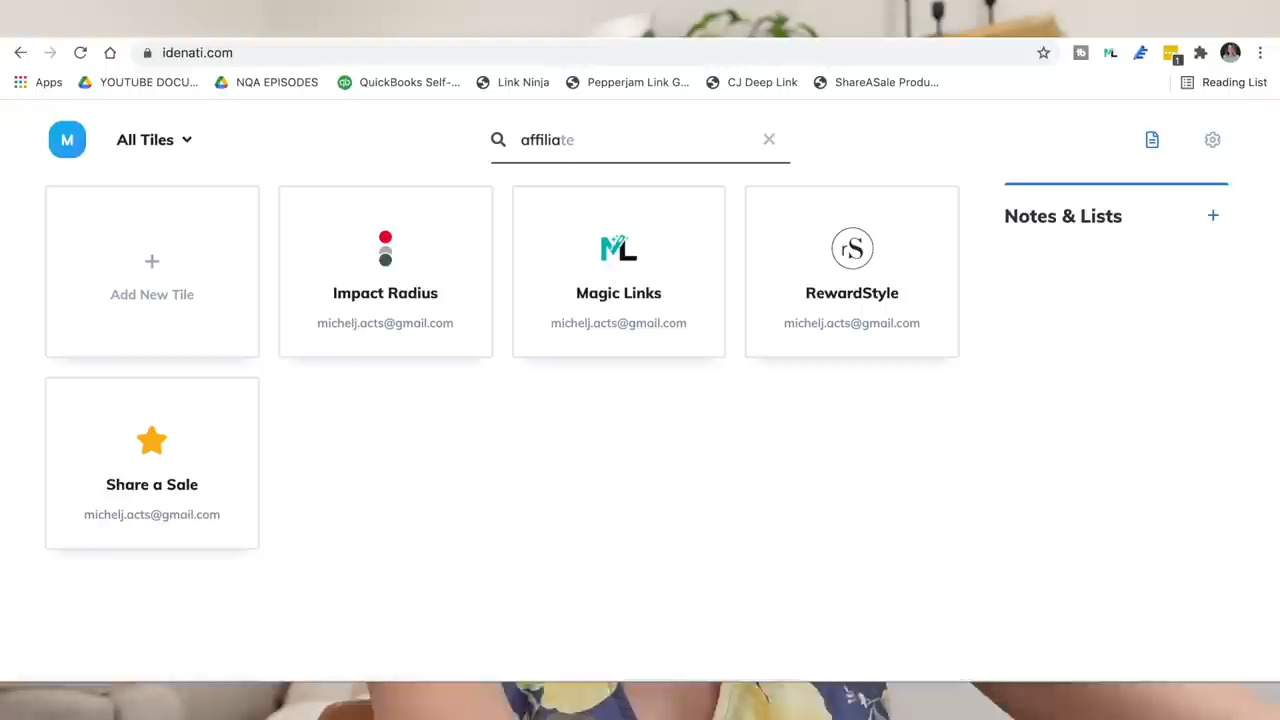 idenati.com
1
Apps
YOUTUBE DOCU...
NQA EPISODES
qb
QuickBooks Self-...
Link Ninja
Pepperjam Link G...
CJ Deep Link
ShareASale Produ...
Reading List
M
All Tiles
affiliate
Notes & Lists
+
+
Add New Tile
Impact Radius
michelj.acts@gmail.com
ML
Magic Links
michelj.acts@gmail.com
rS
RewardStyle
michelj.acts@gmail.com
Share a Sale
michelj.acts@gmail.com